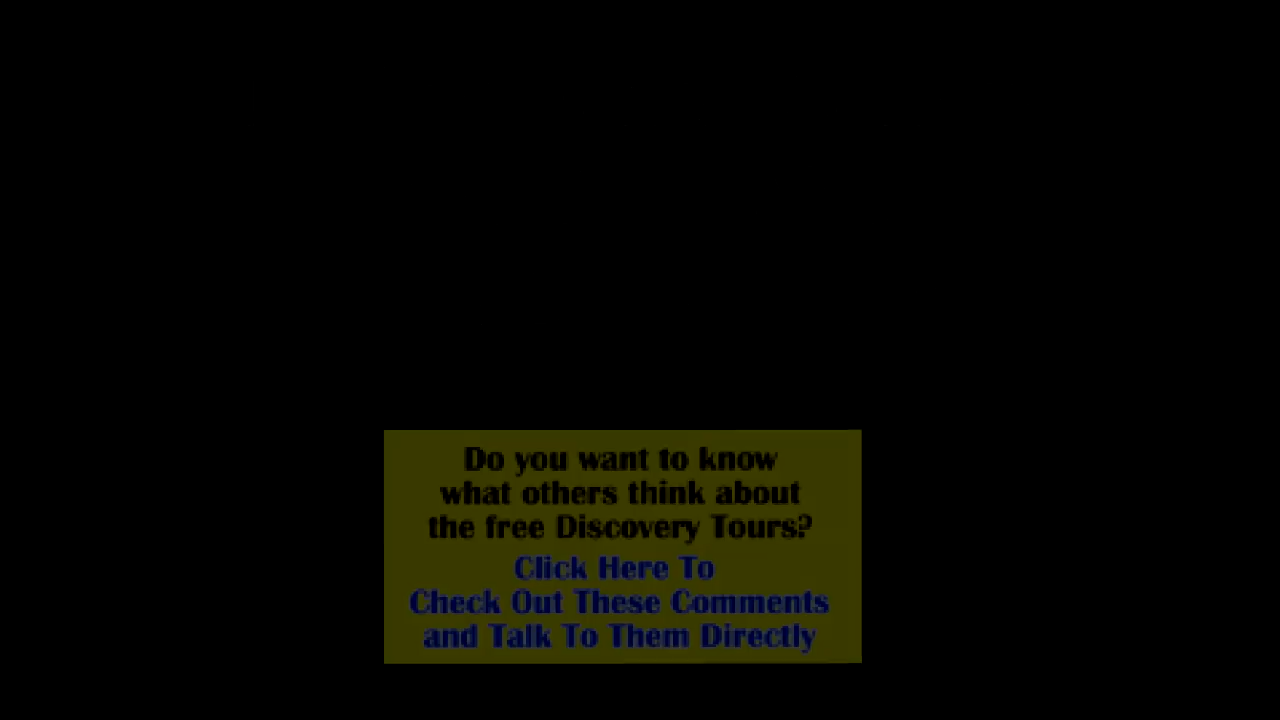 Do you want to know
what others think about
the free Discovery Tours?
Click Here To
Check Out These Comments
and Talk To Them Directly